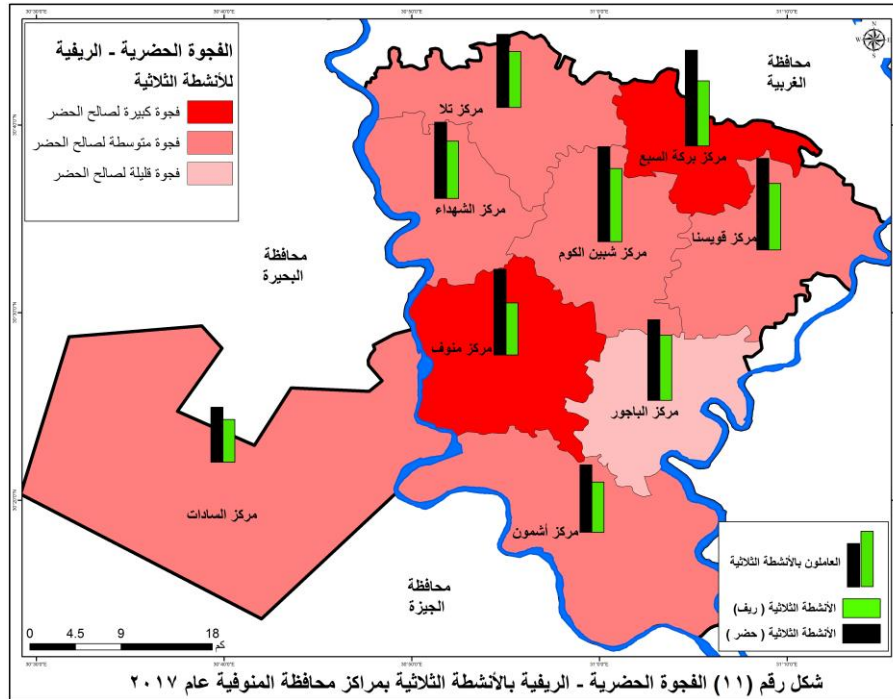 الفجوة الحضرية - الريفية
للأنشطة الثلاثية
فجوة كبيرة لصالح الحضر
فجوة متوسطة لصالح الحضر
فجوة قليلة لصالح الحضر
محافظة
الغربية
مركز تلا
مركز بركة السبع
مركز الشهداء
مركز شبين الكوم
مركز قويسنا
محافظة
البحيرة
مركز منوف
مركز الباجور
مركز السادات
مركز أشمون
محافظة
الجيزة
العاملون بالأنشطة الثلاثية
الأنشطة الثلاثية ( ريف)
الأنشطة الثلاثية ( حضر )
0 4.5 9 18
كم
شكل رقم (١١) الفجوة الحضرية - الريفية بالأنشطة الثلاثية بمراكز محافظة المنوفية عام ٢٠١٧